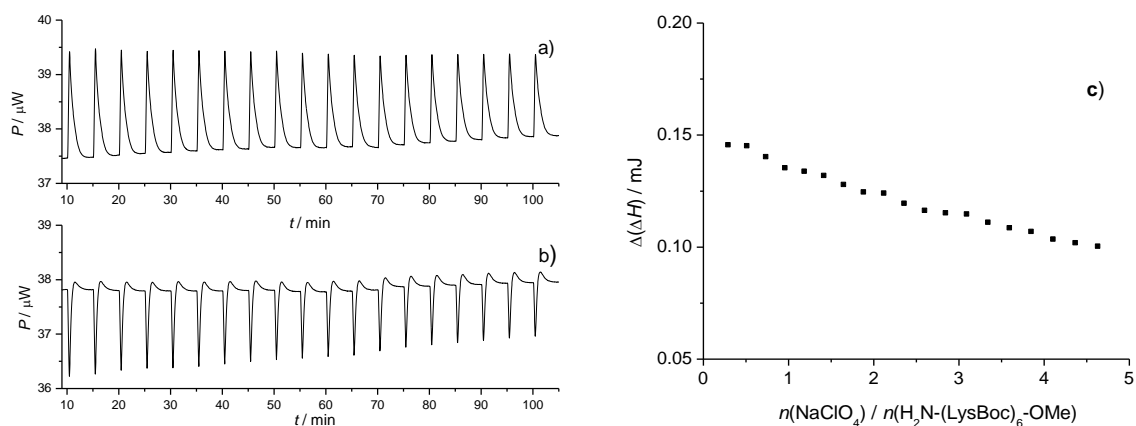 40
39
38
37
P / μW
a)
10 20 30 40 50 60 70 80 90 100
t / min
39
38
37
36
P / μW
b)
10 20 30 40 50 60 70 80 90 100
t / min
0.20
0.15
0.10
0.05
Δ(ΔH) / mJ
c)
0 1 2 3 4 5
n(NaClO₄) / n(H₂N-(LysBoc)₆-OMe)